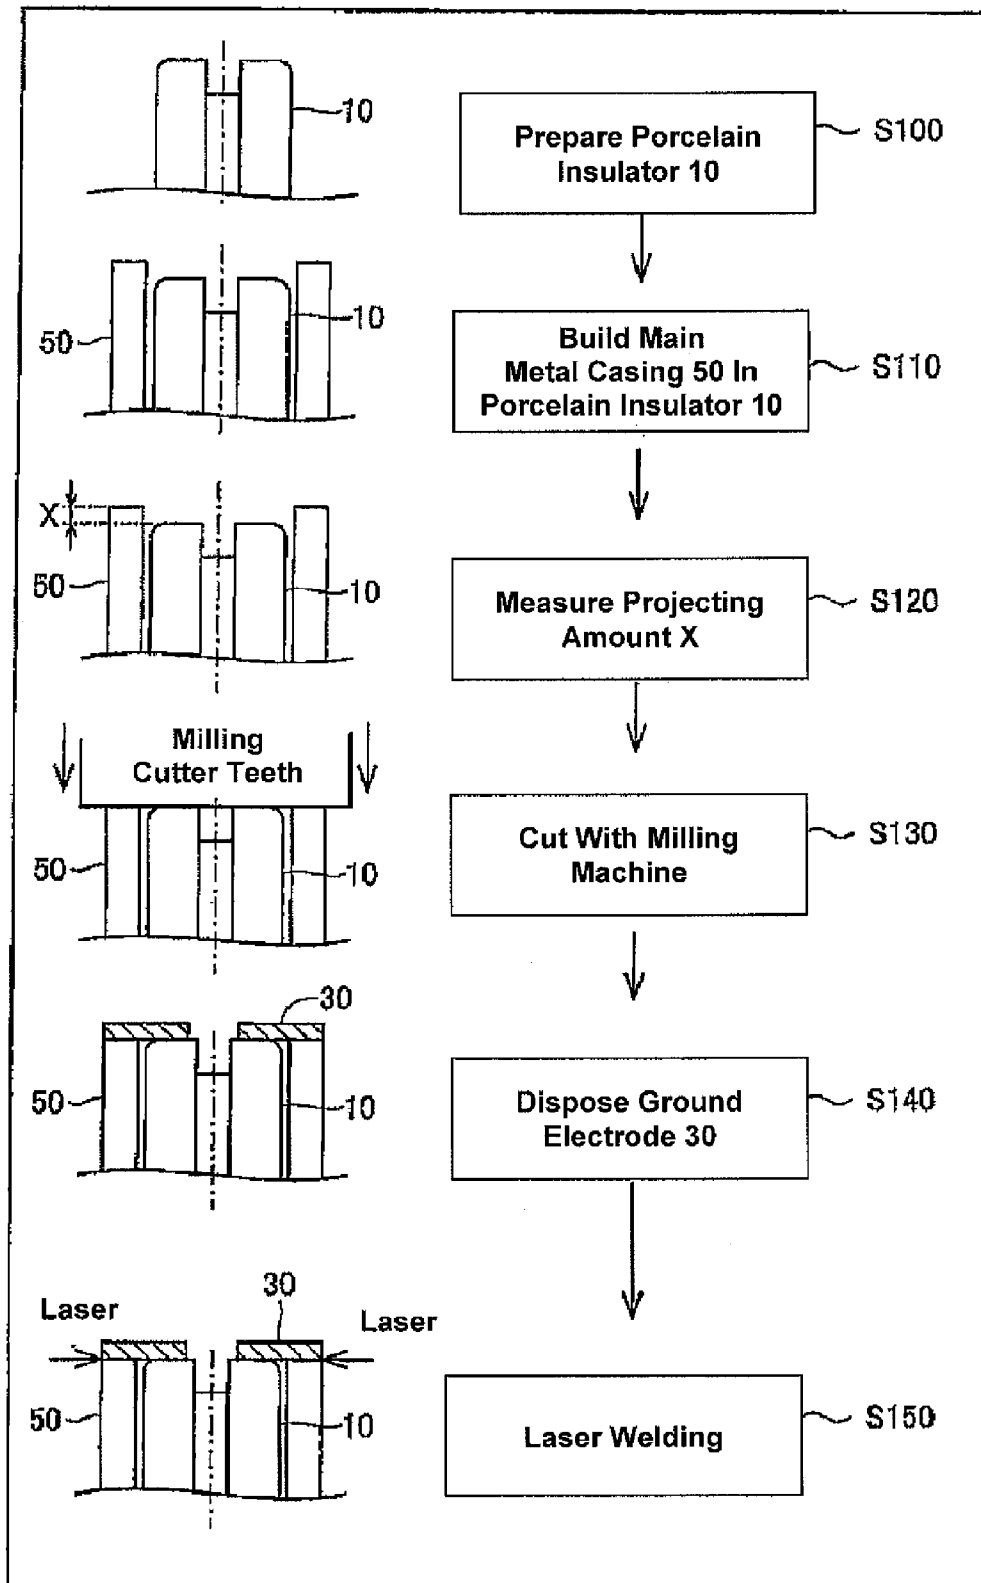 10
Prepare Porcelain
Insulator 10
S100
50
10
Build Main
Metal Casing 50 In
Porcelain Insulator 10
S110
X
50
10
Measure Projecting
Amount X
S120
Milling
Cutter Teeth
50
10
Cut With Milling
Machine
S130
30
50
10
Dispose Ground
Electrode 30
S140
Laser
30
Laser
50
10
Laser Welding
S150